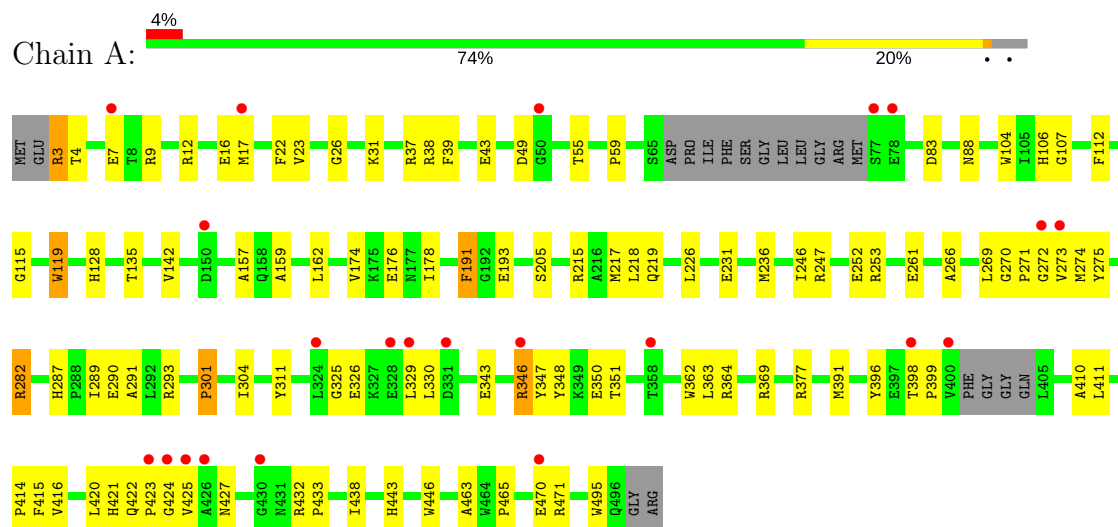 4%
Chain A:
74% 20% • •
MET GLU R3 T4 E7 T8 R9 R12 E16 M17 F22 V23 G26 K31 R37 R38 F39 E43 D49 G50 T55 P59 S65 ASP PRO ILE PHE SER GLY LEU LEU GLY ARG MET S77 E78 D83 N88 W104 I105 H106 G107 F112
G115 W119 H128 T135 V142 D150 A157 Q158 A159 L162 V174 K175 E176 N177 I178 F191 G192 E193 S205 R215 A216 M217 L218 Q219 L226 E231 M236 I246 R247 E252 R253 E261 A266 L269 G270 P271 G272 V273 M274 Y275
R282 H287 P288 I289 E290 A291 L292 R293 P301 I304 Y311 L324 G325 E326 K327 E328 L329 L330 D331 E343 R346 Y347 Y348 K349 E350 T351 T358 W362 L363 R364 R369 R377 M391 Y396 E397 T398 P399 V400 PHE GLY GLY GLN L405 A410 L411
P414 F415 V416 L420 H421 Q422 P423 G424 V425 A426 N427 G430 N431 R432 P433 I438 H443 W446 A463 W464 P465 E470 R471 W495 Q496 GLY ARG